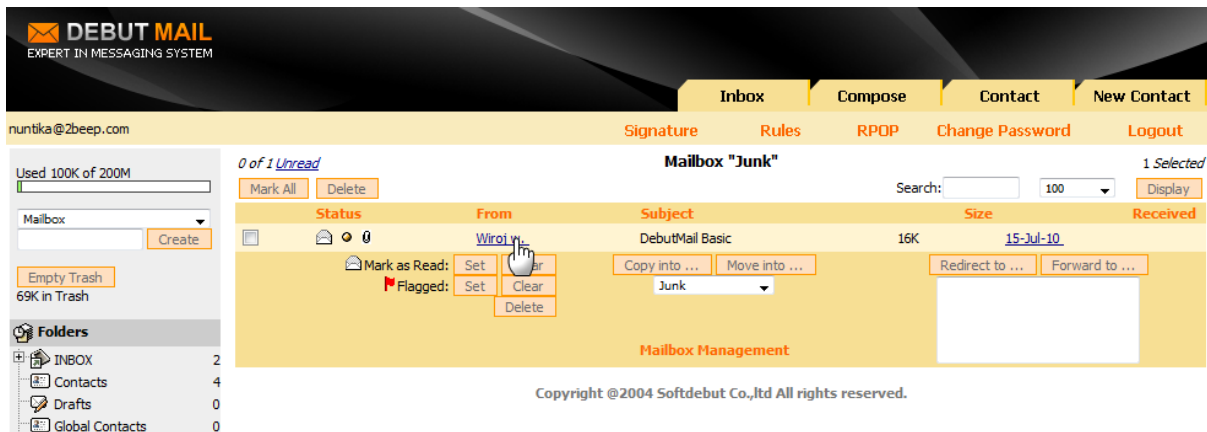 DEBUT MAIL
EXPERT IN MESSAGING SYSTEM
Inbox Compose Contact New Contact
nuntika@2beep.com Signature Rules RPOP Change Password Logout
Used 100K of 200M
0 of 1 Unread Mailbox "Junk" 1 Selected
Mark All Delete Search: 100 Display
Mailbox
Create
Status From Subject Size Received
Wiroj DebutMail Basic 16K 15-Jul-10
Mark as Read: Set Copy into ... Move into ... Redirect to ... Forward to ...
Flagged: Set Clear Junk
Delete
Empty Trash
69K in Trash
Folders
Mailbox Management
INBOX 2
Contacts 4
Drafts 0
Global Contacts 0
Copyright @2004 Softdebut Co.,ltd All rights reserved.